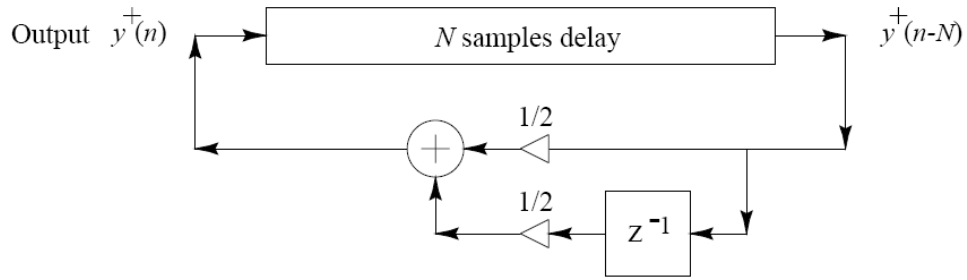 Output y⁺(n)
N samples delay
y⁺(n-N)
1/2
+
1/2
z⁻¹